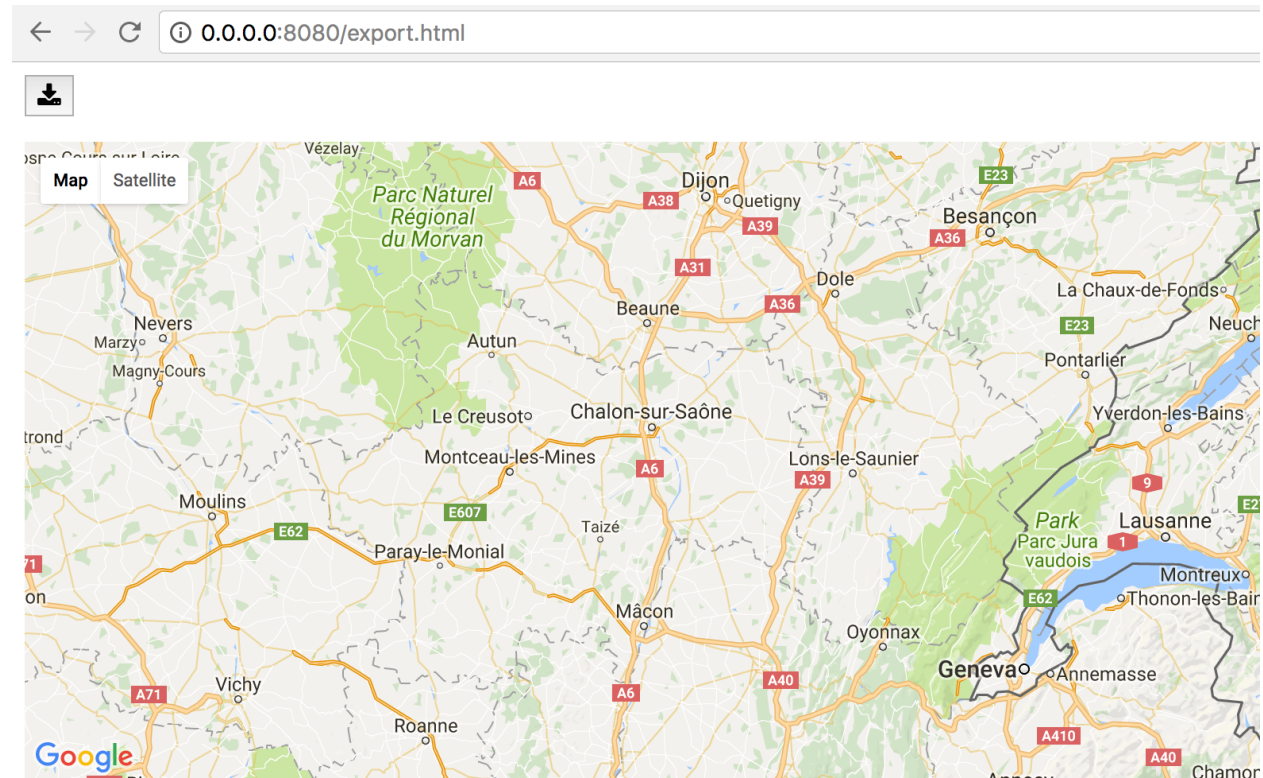 0.0.0.0:8080/export.html
Vézelay
Map Satellite
Parc Naturel
Régional
du Morvan
A6
A38
Dijon
Quetigny
A39
E23
Besançon
A36
A31
Dole
A36
La Chaux-de-Fonds
Beaune
E23
Nevers
Marzy
Autun
Pontarlier
Magny-Cours
Le Creusot
Chalon-sur-Saône
Yverdon-les-Bains
Montceau-les-Mines
A6
Lons-le-Saunier
A39
9
Moulins
E607
E62
Taizé
Park
Parc Jura
vaudois
Lausanne
1
Paray-le-Monial
Montreux
E62
Mâcon
Oyonnax
Geneva
Annemasse
A71
Vichy
A6
A40
Roanne
A410
A40
Google